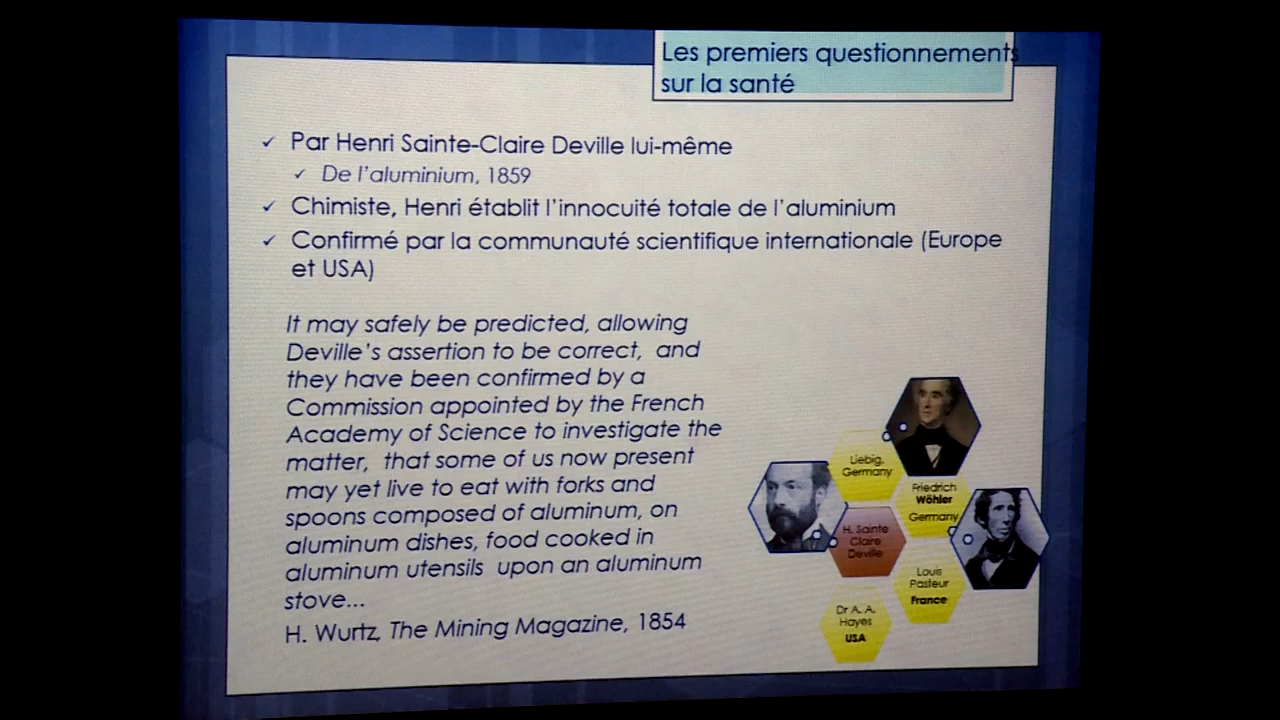 Les premiers questionnements
sur la santé
Par Henri Sainte-Claire Deville lui-même
De l'aluminium, 1859
Chimiste, Henri établit l'innocuité totale de l'aluminium
Confirmé par la communauté scientifique internationale (Europe
et USA)
It may safely be predicted, allowing
Deville's assertion to be correct, and
they have been confirmed by a
Commission appointed by the French
Academy of Science to investigate the
matter, that some of us now present
may yet live to eat with forks and
spoons composed of aluminum, on
aluminum dishes, food cooked in
aluminum utensils upon an aluminum
stove...
H. Wurtz, The Mining Magazine, 1854
Liebig,
Germany
Friedrich
Wöhler
Germany
H. Sainte
Claire
Deville
Louis
Pasteur
France
Dr A. A.
Hayes
USA